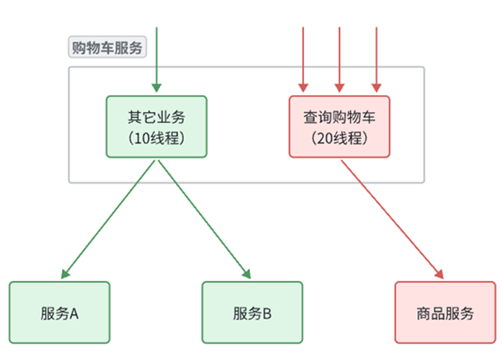 购物车服务
其它业务
（10线程）
查询购物车
（20线程）
服务A
服务B
商品服务